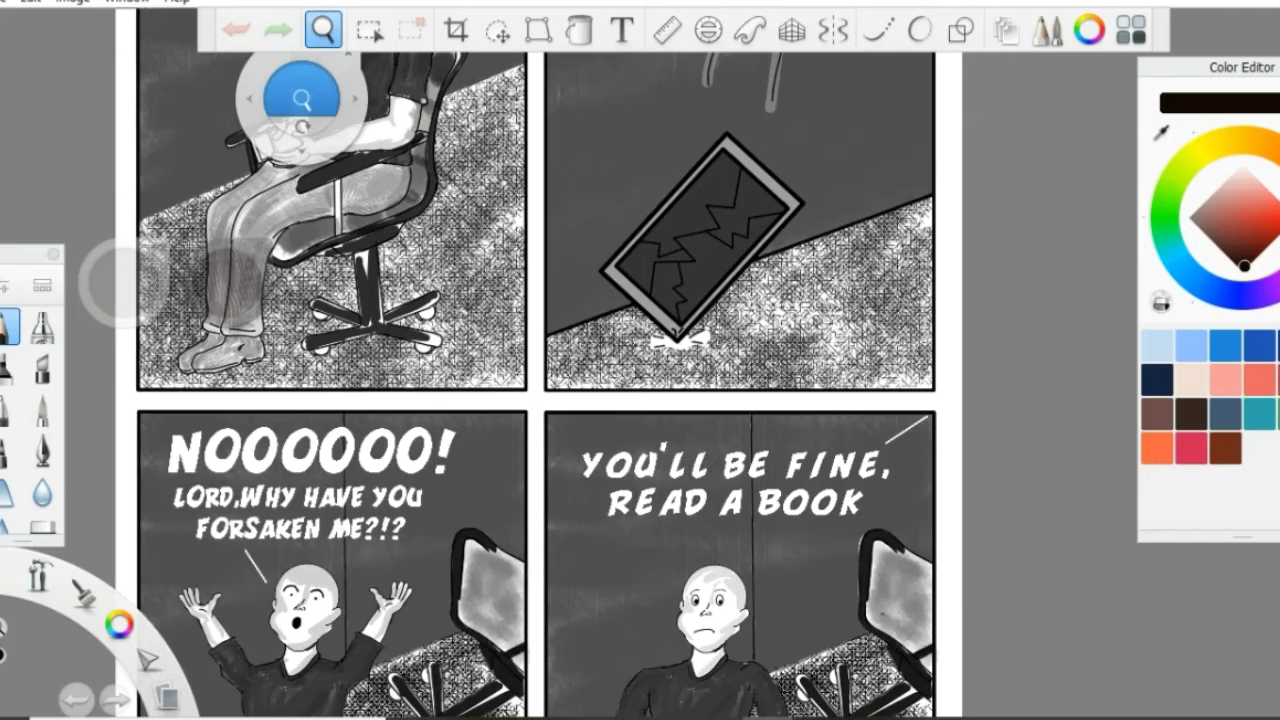 Color Editor
NOOOOOO!
LORD,WHY HAVE YOU
FORSAKEN ME?!?
YOU'LL BE FINE,
READ A BOOK